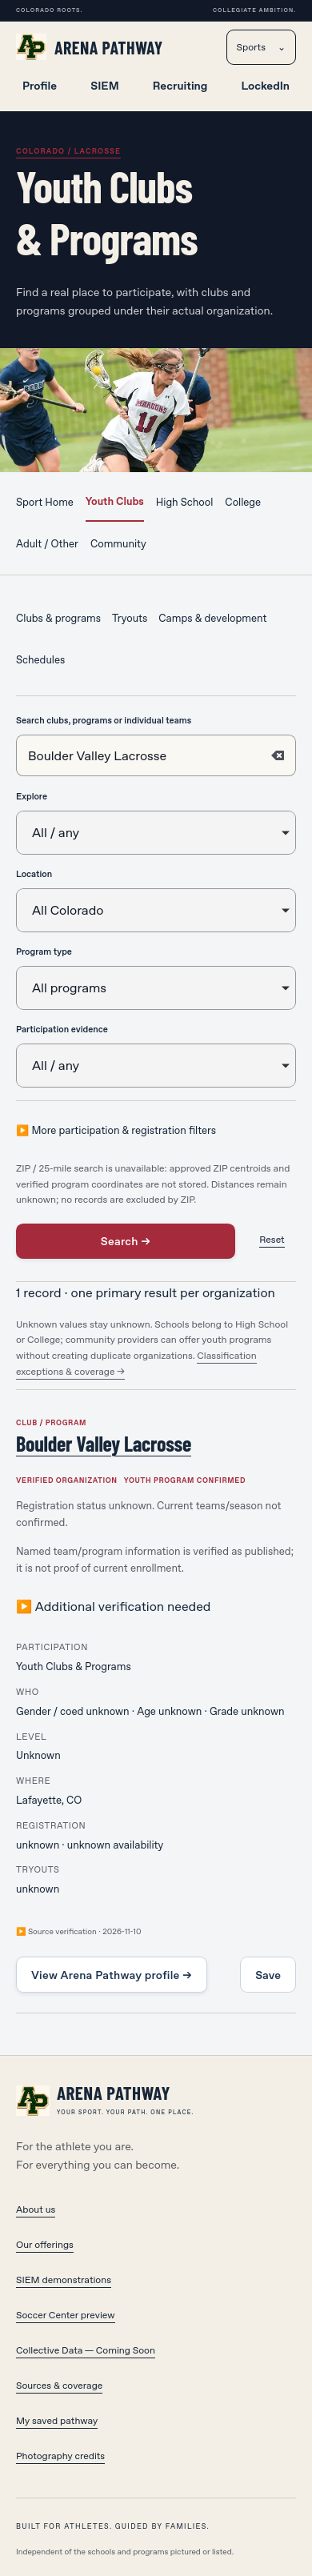 COLORADO ROOTS.
COLLEGIATE AMBITION.
AP
ARENA PATHWAY
Sports
Profile
SIEM
Recruiting
LockedIn
COLORADO / LACROSSE
Youth Clubs
& Programs
Find a real place to participate, with clubs and
programs grouped under their actual organization.
MAROONS
11
Sport Home
Youth Clubs
High School
College
Adult / Other
Community
Clubs & programs
Tryouts
Camps & development
Schedules
Search clubs, programs or individual teams
Boulder Valley Lacrosse
Explore
All / any
Location
All Colorado
Program type
All programs
Participation evidence
All / any
More participation & registration filters
ZIP / 25-mile search is unavailable: approved ZIP centroids and
verified program coordinates are not stored. Distances remain
unknown; no records are excluded by ZIP.
Search →
Reset
1 record · one primary result per organization
Unknown values stay unknown. Schools belong to High School
or College; community providers can offer youth programs
without creating duplicate organizations. Classification
exceptions & coverage →
CLUB / PROGRAM
Boulder Valley Lacrosse
VERIFIED ORGANIZATION
YOUTH PROGRAM CONFIRMED
Registration status unknown. Current teams/season not
confirmed.
Named team/program information is verified as published;
it is not proof of current enrollment.
Additional verification needed
PARTICIPATION
Youth Clubs & Programs
WHO
Gender / coed unknown · Age unknown · Grade unknown
LEVEL
Unknown
WHERE
Lafayette, CO
REGISTRATION
unknown · unknown availability
TRYOUTS
unknown
Source verification · 2026-11-10
View Arena Pathway profile →
Save
AP
ARENA PATHWAY
YOUR SPORT. YOUR PATH. ONE PLACE.
For the athlete you are.
For everything you can become.
About us
Our offerings
SIEM demonstrations
Soccer Center preview
Collective Data — Coming Soon
Sources & coverage
My saved pathway
Photography credits
BUILT FOR ATHLETES. GUIDED BY FAMILIES.
Independent of the schools and programs pictured or listed.